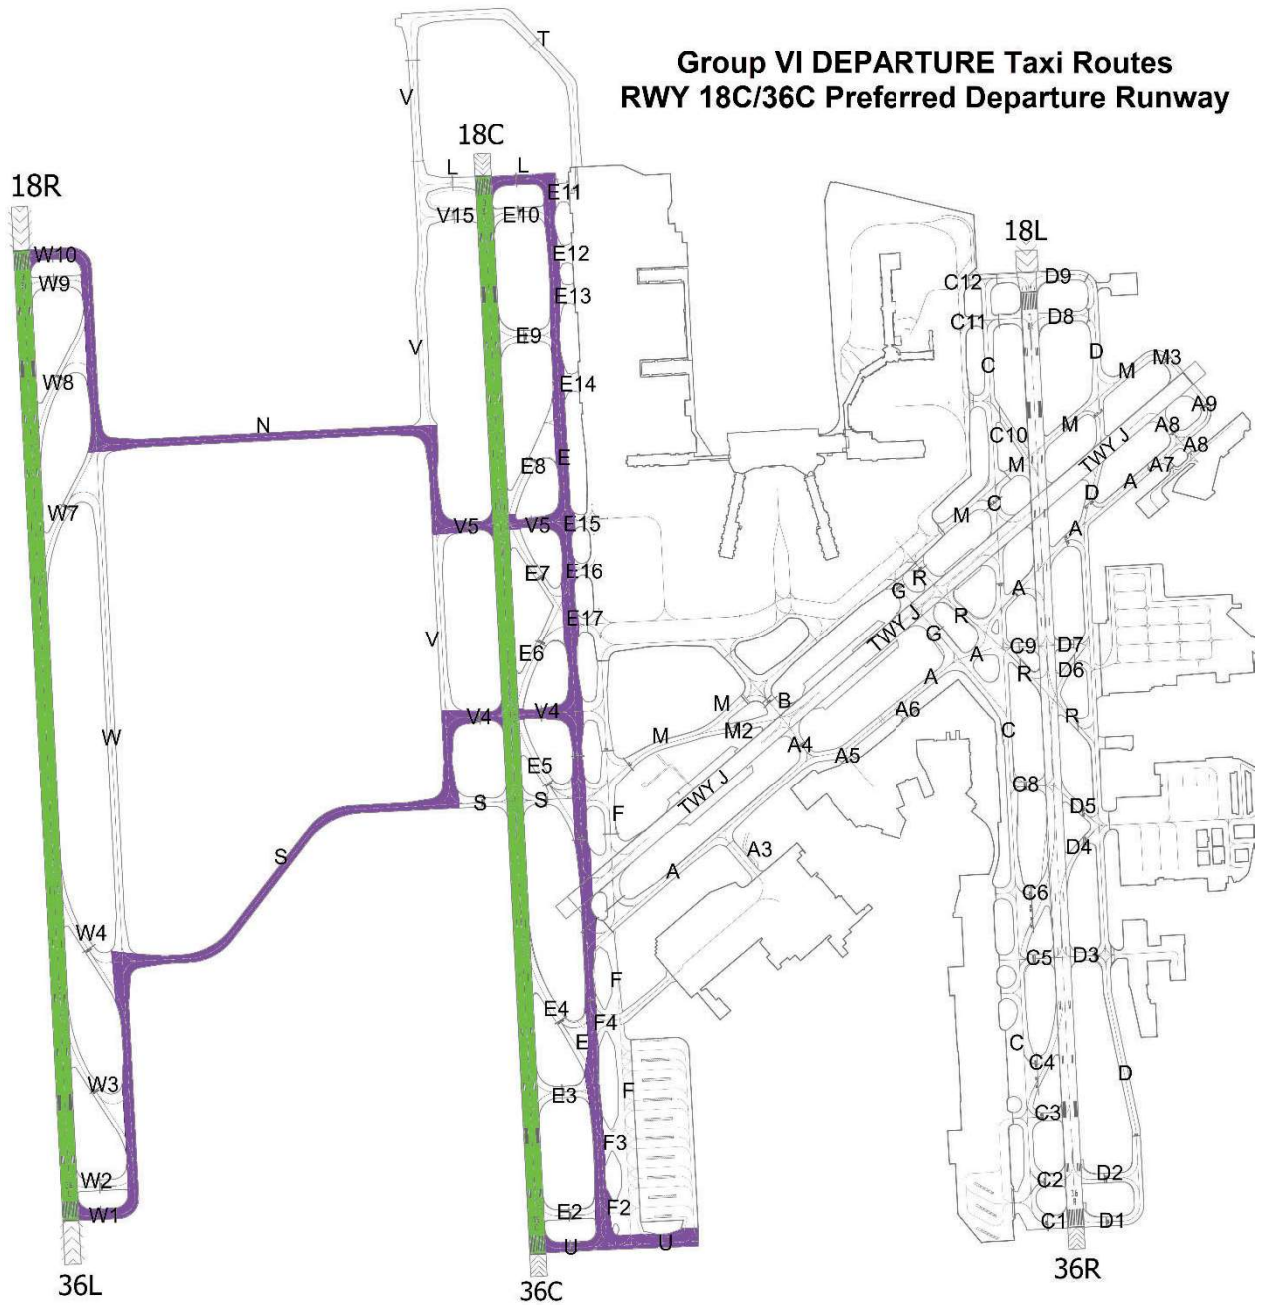 Group VI DEPARTURE Taxi Routes
RWY 18C/36C Preferred Departure Runway
T
V
18C
L
L
18R
E11
V15
E10
W10
E12
18L
W9
E13
C12
D9
C11
D8
E9
V
D
M3
W8
E14
C
M
A9
N
M
A8
C10
TWY J
A8
E8
E
M
A7
A
D
W7
C
V5
V5
E15
M
A
E7
E16
R
G
A
E17
R
TWY J
V
G
C9
D7
E6
A
R
D6
A
M
B
V4
V4
A6
R
M2
C
W
M
A4
A5
E5
TWY J
C8
S
S
D5
F
D4
S
A3
A
C6
W4
C5
D3
F
E4
F4
E
C
C4
D
W3
E3
F
C3
F3
W2
C2
D2
E2
F2
W1
C1
D1
U
U
36L
36C
36R